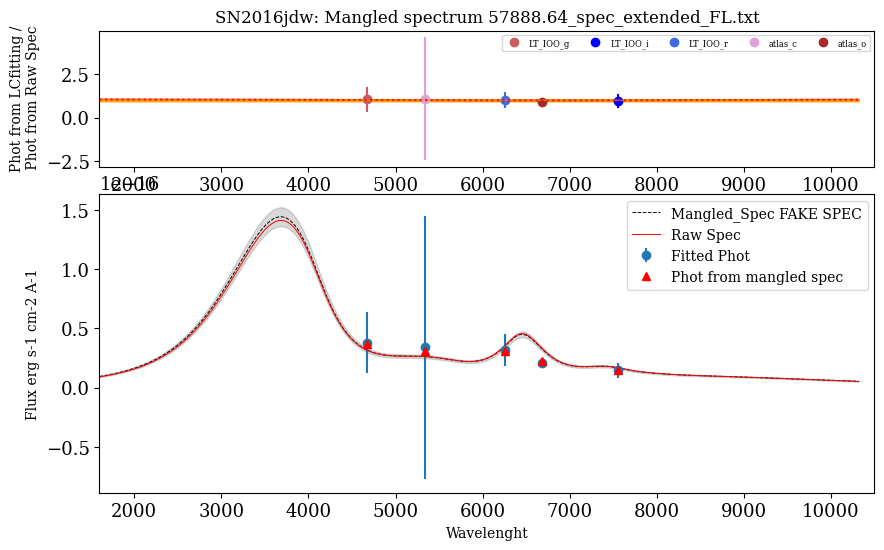 SN2016jdw: Mangled spectrum 57888.64_spec_extended_FL.txt
Phot from LCfitting /
Phot from Raw Spec
LT_IOO_g LT_IOO_i LT_IOO_r atlas_c atlas_o
2.5
0.0
−2.5
2000 3000 4000 5000 6000 7000 8000 9000 10000
1e−16
Flux erg s-1 cm-2 A-1
1.5
1.0
0.5
0.0
−0.5
Mangled_Spec FAKE SPEC
Raw Spec
Fitted Phot
Phot from mangled spec
2000 3000 4000 5000 6000 7000 8000 9000 10000
Wavelenght